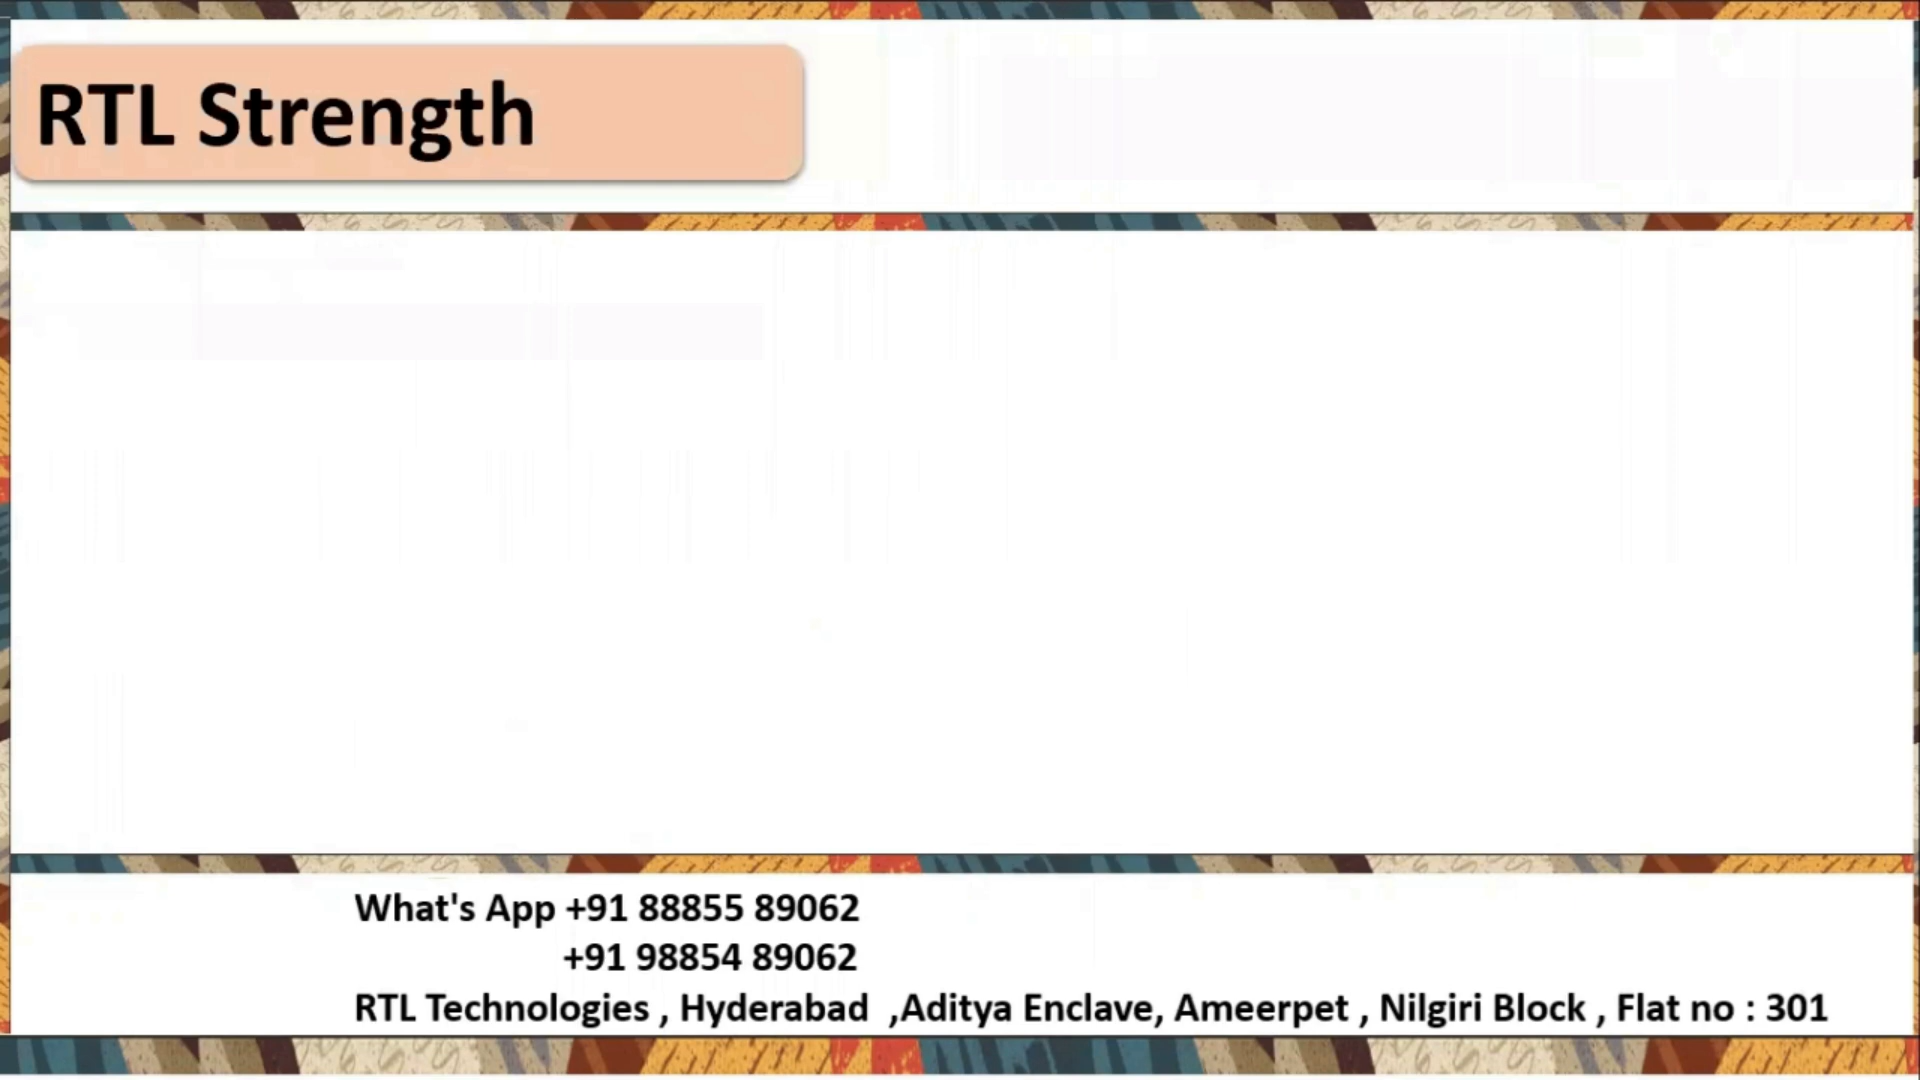 RTL Strength
What's App +91 88855 89062
+91 98854 89062
RTL Technologies , Hyderabad ,Aditya Enclave, Ameerpet , Nilgiri Block , Flat no : 301